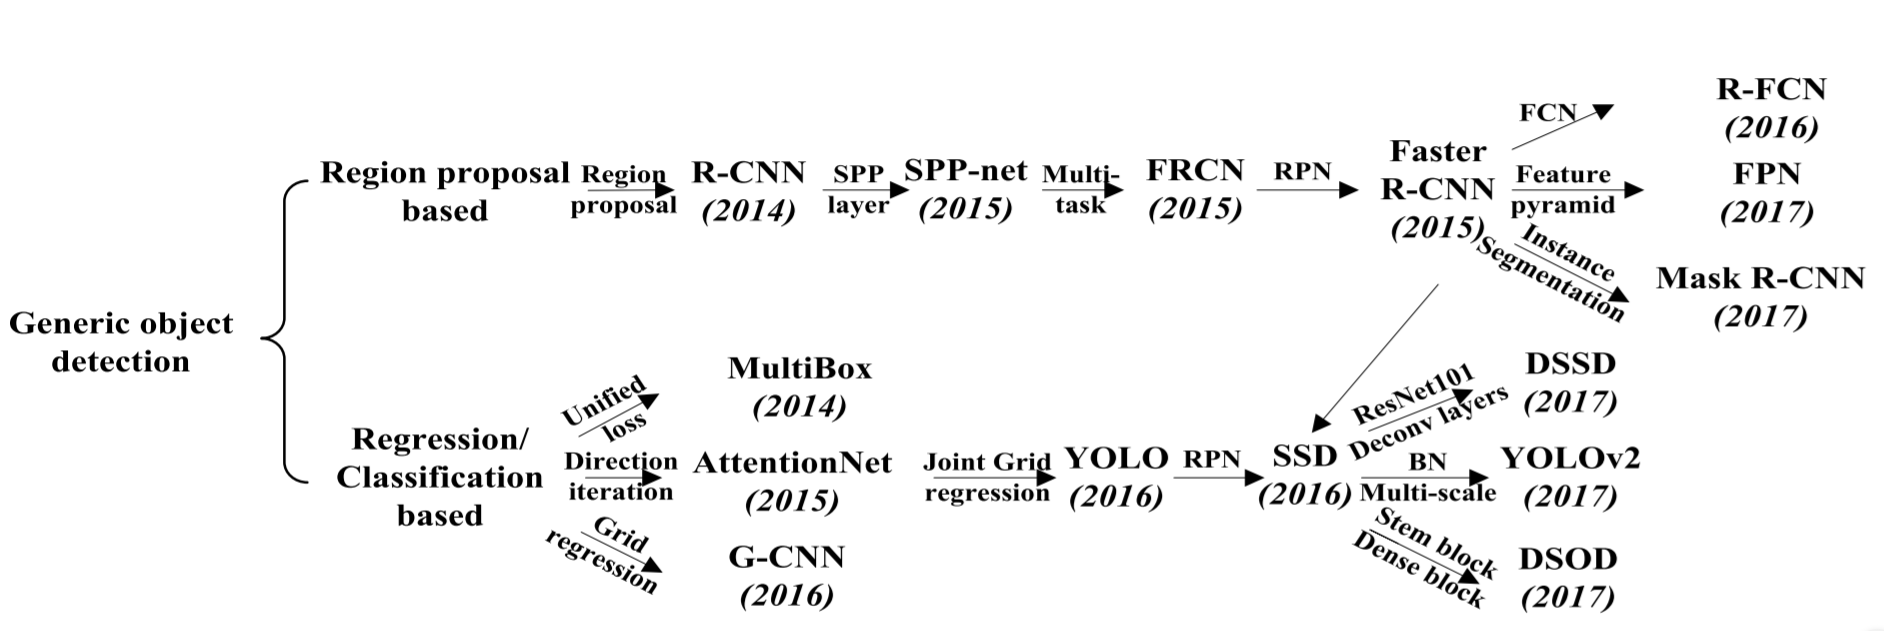 Generic object
detection
Region proposal
based
Region
proposal
R-CNN
(2014)
SPP
layer
SPP-net
(2015)
Multi-
task
FRCN
(2015)
RPN
Faster
R-CNN
(2015)
FCN
R-FCN
(2016)
Feature
pyramid
FPN
(2017)
Instance
Segmentation
Mask R-CNN
(2017)
Regression/
Classification
based
Unified
loss
MultiBox
(2014)
Direction
iteration
AttentionNet
(2015)
Grid
regression
G-CNN
(2016)
Joint Grid
regression
YOLO
(2016)
RPN
SSD
(2016)
ResNet101
Deconv layers
DSSD
(2017)
BN
Multi-scale
YOLOv2
(2017)
Stem block
Dense block
DSOD
(2017)